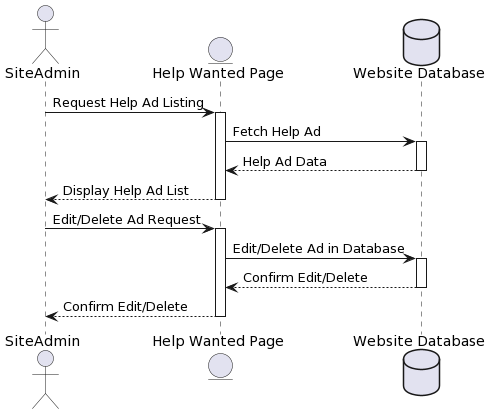 SiteAdmin
Help Wanted Page
Website Database
Request Help Ad Listing
Fetch Help Ad
Help Ad Data
Display Help Ad List
Edit/Delete Ad Request
Edit/Delete Ad in Database
Confirm Edit/Delete
Confirm Edit/Delete
SiteAdmin
Help Wanted Page
Website Database